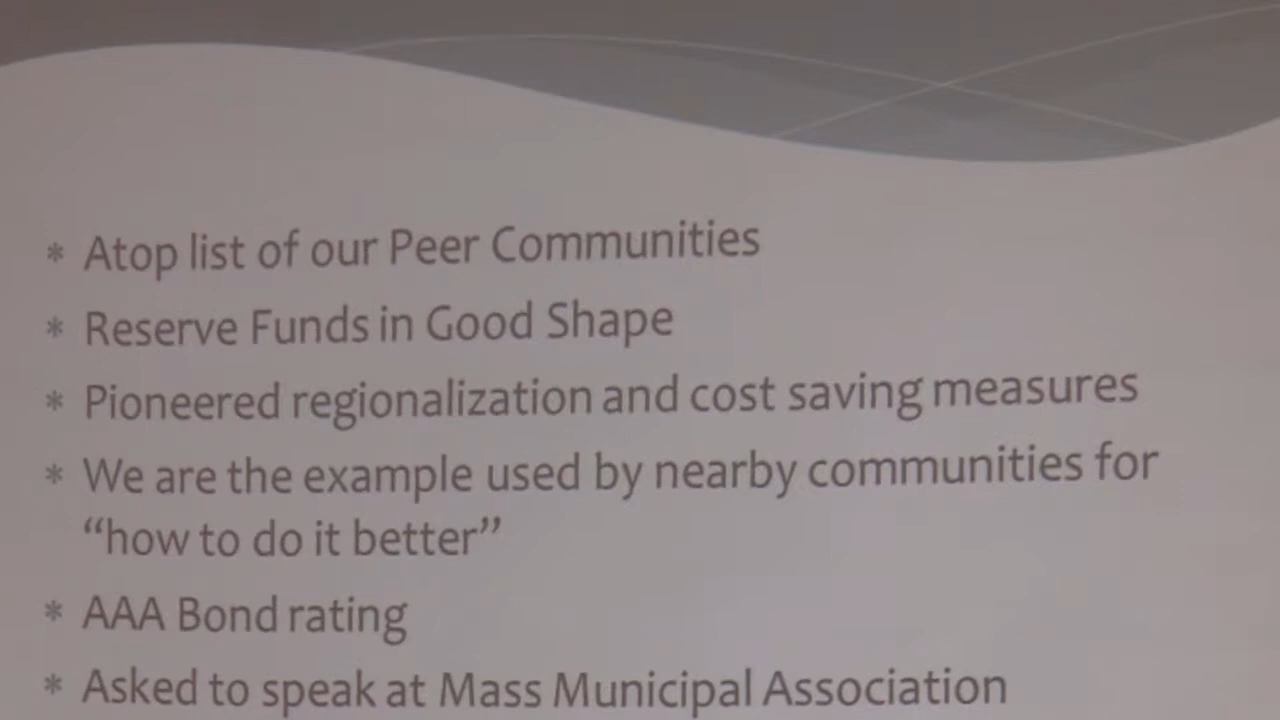 * Atop list of our Peer Communities
* Reserve Funds in Good Shape
* Pioneered regionalization and cost saving measures
* We are the example used by nearby communities for
“how to do it better”
* AAA Bond rating
* Asked to speak at Mass Municipal Association